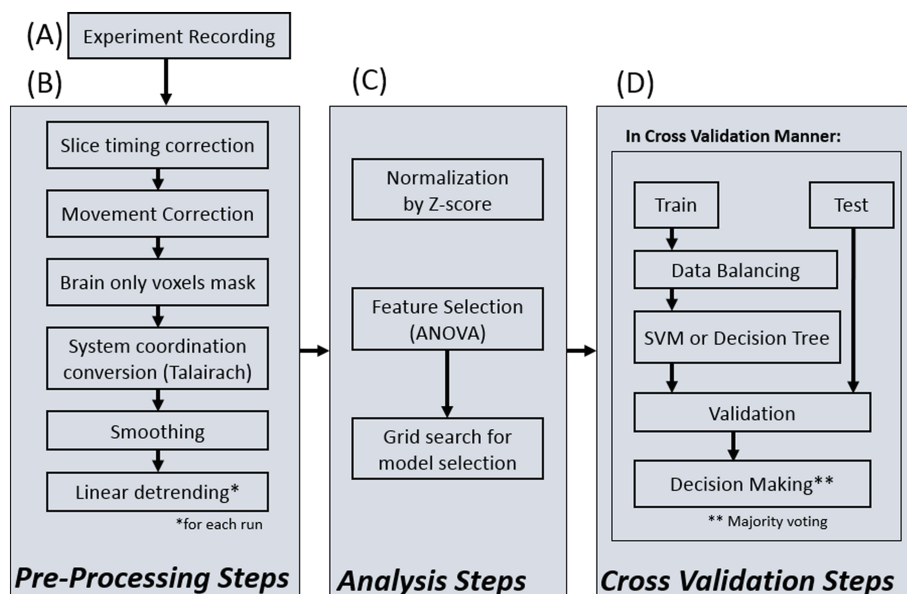 (A)
Experiment Recording
(B)
Slice timing correction
Movement Correction
Brain only voxels mask
System coordination
conversion (Talairach)
Smoothing
Linear detrending*
*for each run
Pre-Processing Steps
(C)
Normalization
by Z-score
Feature Selection
(ANOVA)
Grid search for
model selection
Analysis Steps
(D)
In Cross Validation Manner:
Train
Test
Data Balancing
SVM or Decision Tree
Validation
Decision Making**
** Majority voting
Cross Validation Steps